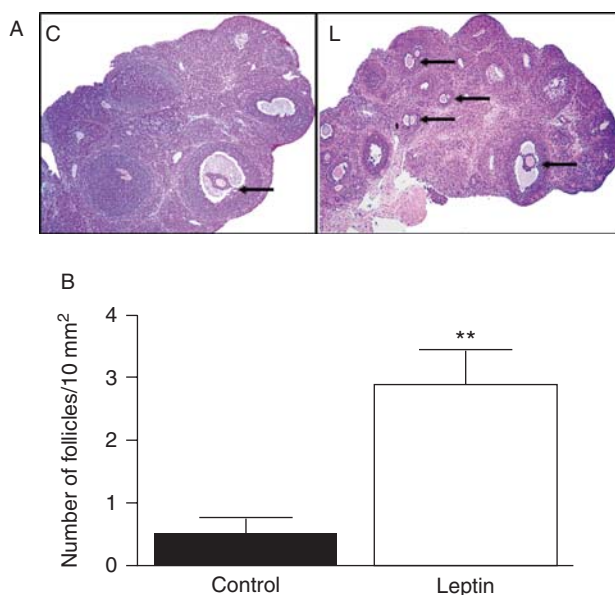 A
C
L
B
Number of follicles/10 mm²
4
3
2
1
0
**
Control
Leptin